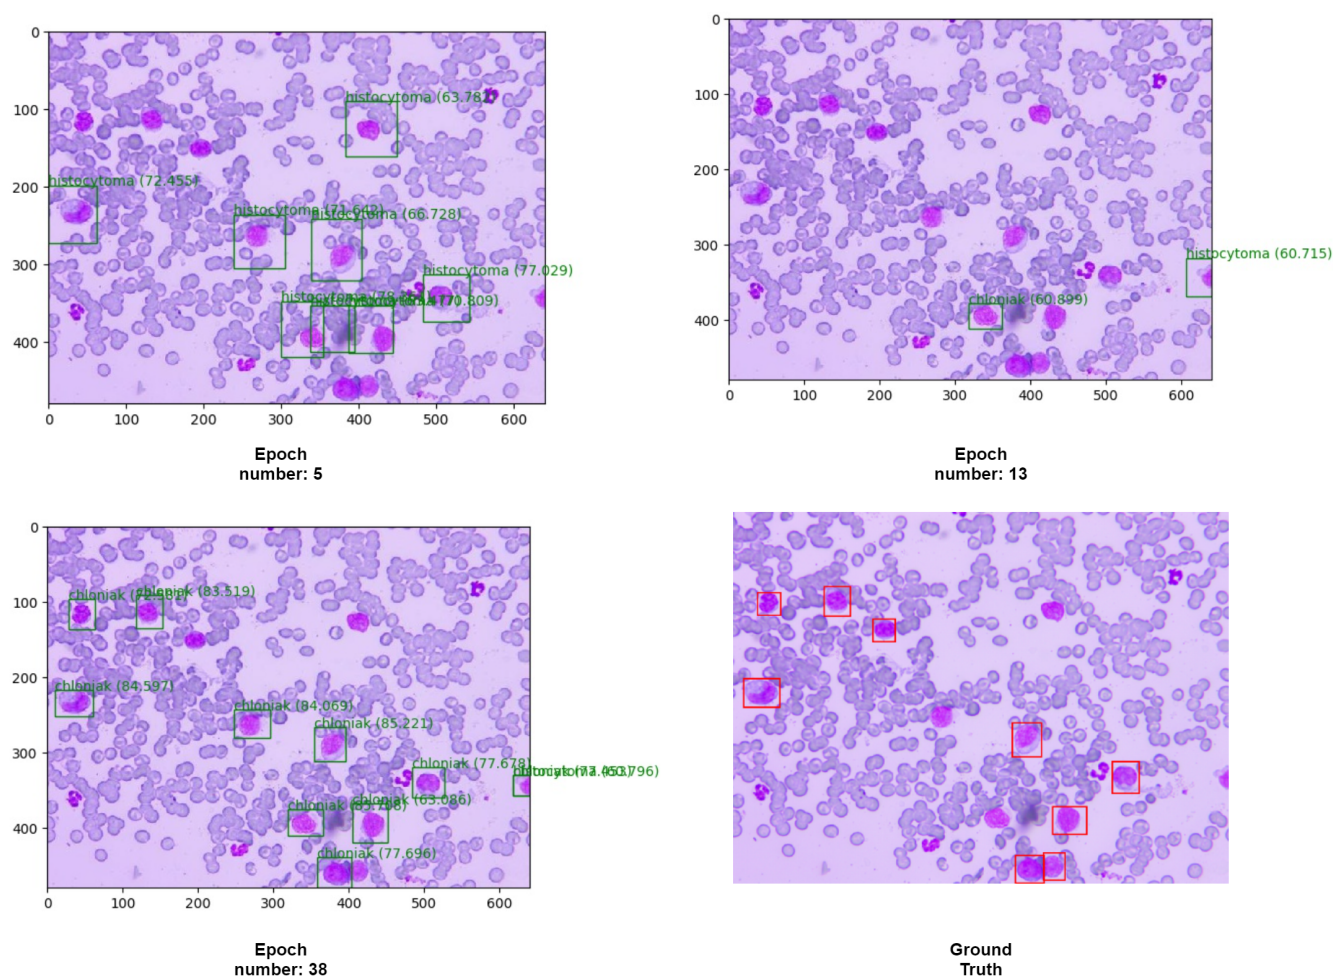 0
100
200
300
400
0
100
200
300
400
500
600
histocytoma (63.782)
histocytoma (72.455)
histocytoma (71.642)
histocytoma (66.728)
histocytoma (77.029)
Epoch
number: 5
0
100
200
300
400
0
100
200
300
400
500
600
histocytoma (60.715)
chloniak (60.899)
Epoch
number: 13
0
100
200
300
400
0
100
200
300
400
500
600
chloniak
chloniak (83.519)
chloniak (84.597)
chloniak (84.069)
chloniak (85.221)
chloniak (77.678)
chloniak (63.086)
chloniak
chloniak (77.696)
Epoch
number: 38
Ground
Truth